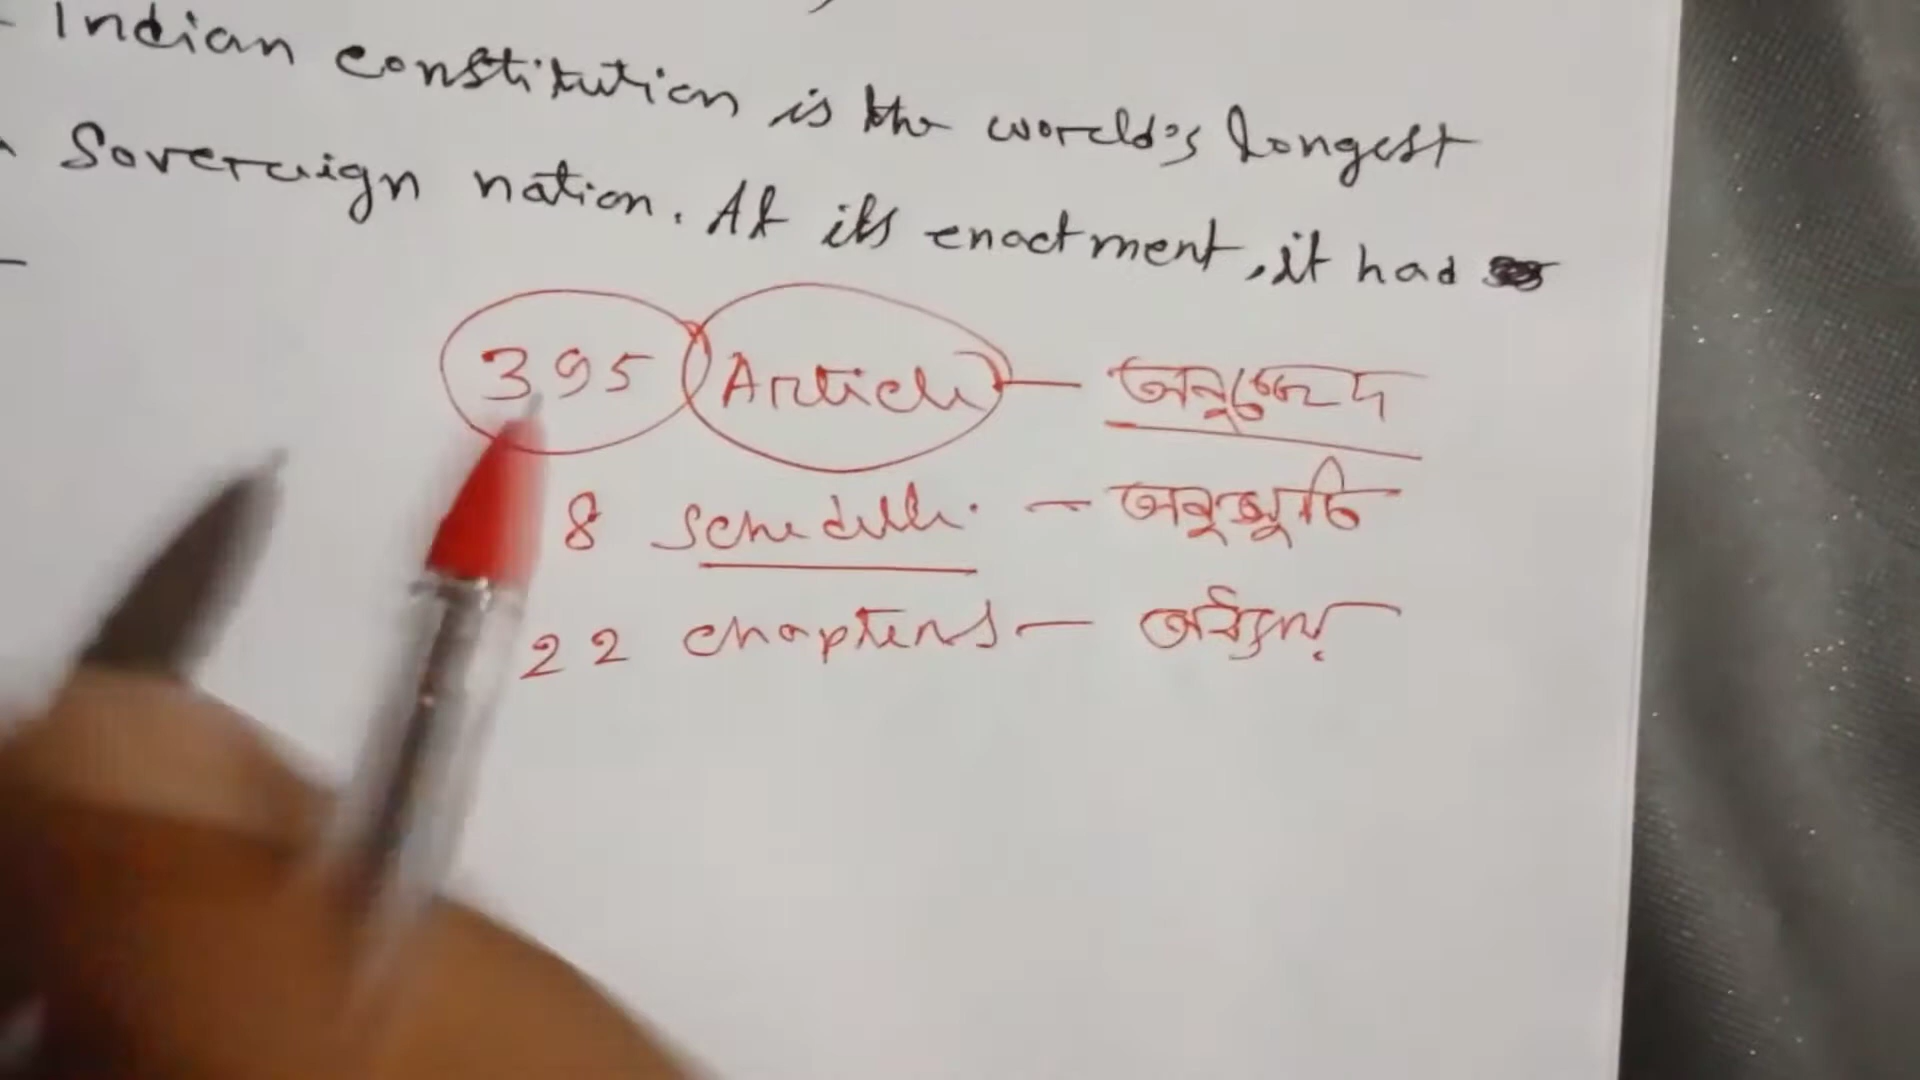 Indian constitution is the world's longest
Sovereign nation. At its enactment, it had
395 Article — অনুচ্ছেদ
8 Schedule. — অনুসূচি
22 chapters — অধ্যায়